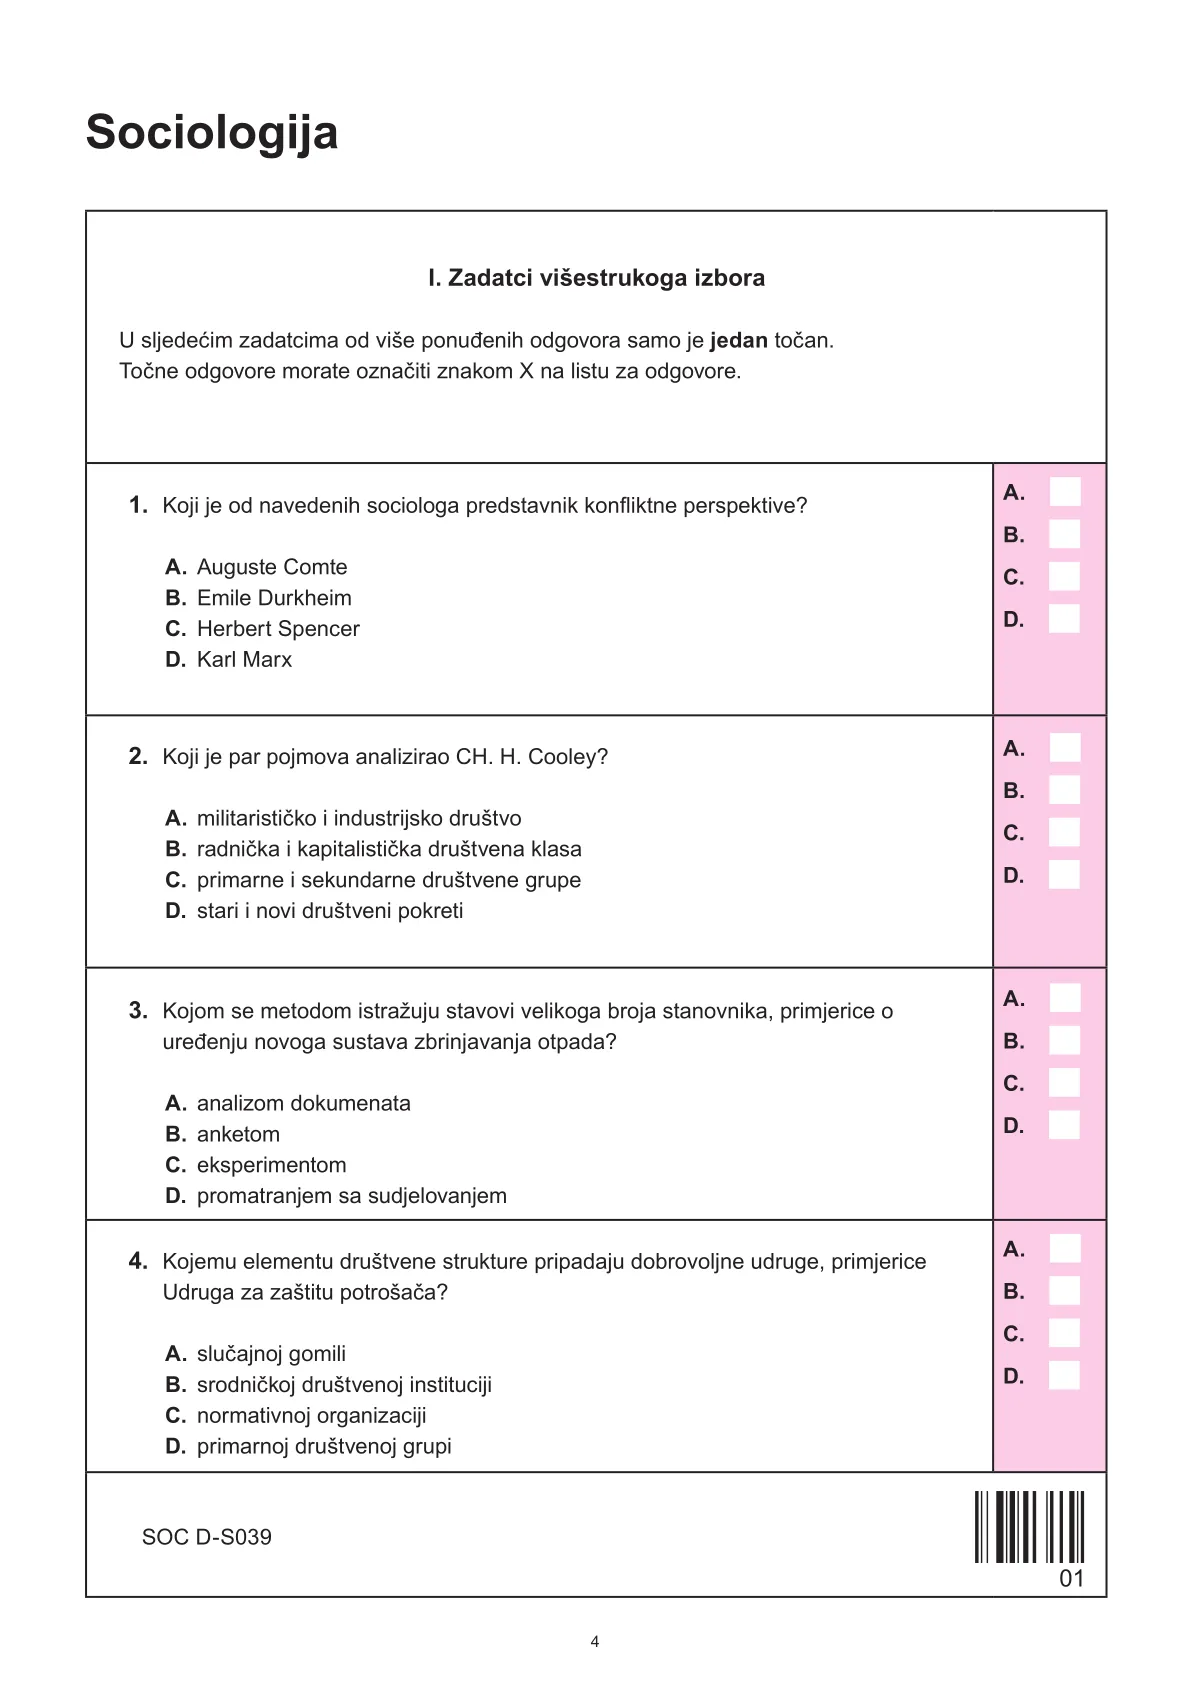 Sociologija
I. Zadatci višestrukoga izbora
U sljedećim zadatcima od više ponuđenih odgovora samo je jedan točan.
Točne odgovore morate označiti znakom X na listu za odgovore.
1. Koji je od navedenih sociologa predstavnik konfliktne perspektive?
A. Auguste Comte
B. Emile Durkheim
C. Herbert Spencer
D. Karl Marx
A.
B.
C.
D.
2. Koji je par pojmova analizirao CH. H. Cooley?
A. militarističko i industrijsko društvo
B. radnička i kapitalistička društvena klasa
C. primarne i sekundarne društvene grupe
D. stari i novi društveni pokreti
A.
B.
C.
D.
3. Kojom se metodom istražuju stavovi velikoga broja stanovnika, primjerice o
uređenju novoga sustava zbrinjavanja otpada?
A. analizom dokumenata
B. anketom
C. eksperimentom
D. promatranjem sa sudjelovanjem
A.
B.
C.
D.
4. Kojemu elementu društvene strukture pripadaju dobrovoljne udruge, primjerice
Udruga za zaštitu potrošača?
A. slučajnoj gomili
B. srodničkoj društvenoj instituciji
C. normativnoj organizaciji
D. primarnoj društvenoj grupi
A.
B.
C.
D.
SOC D-S039
01
4